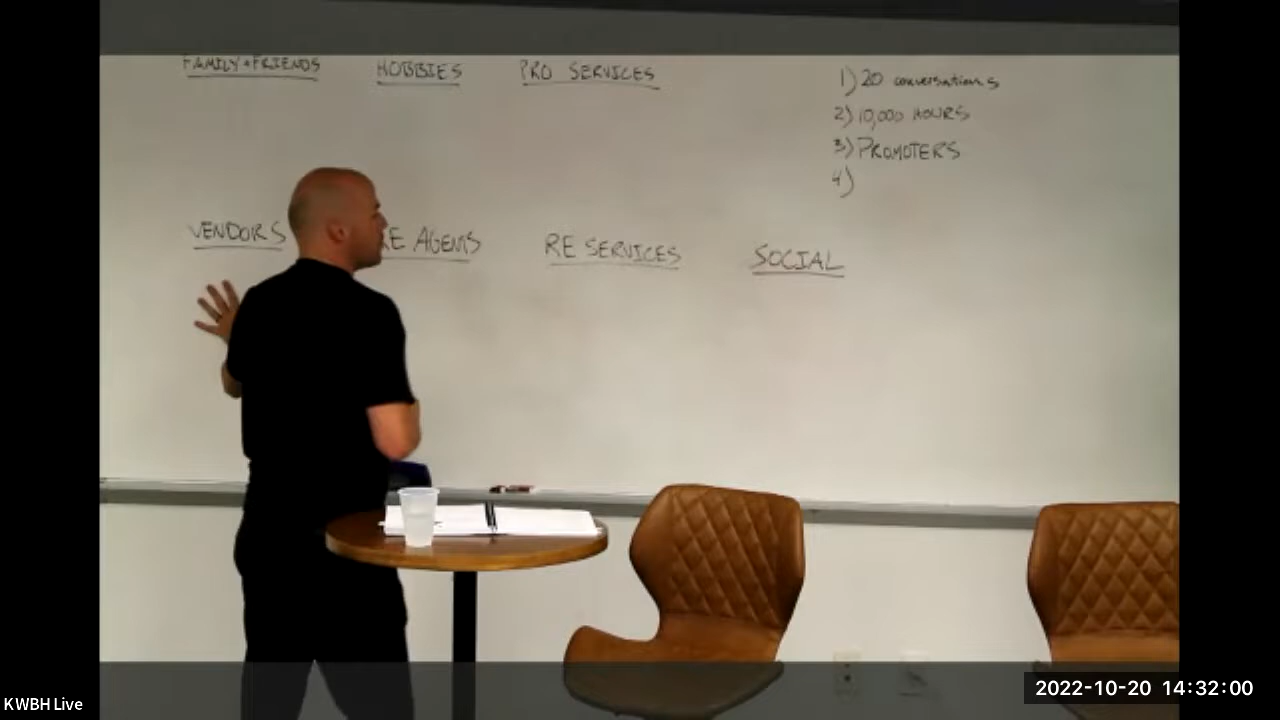 FAMILY + FRIENDS HOBBIES PRO SERVICES
1) 20 conversations
2) 10,000 HOURS
3) PROMOTERS
4)
VENDORS RE AGENTS RE SERVICES SOCIAL
KWBH Live
2022-10-20 14:32:00